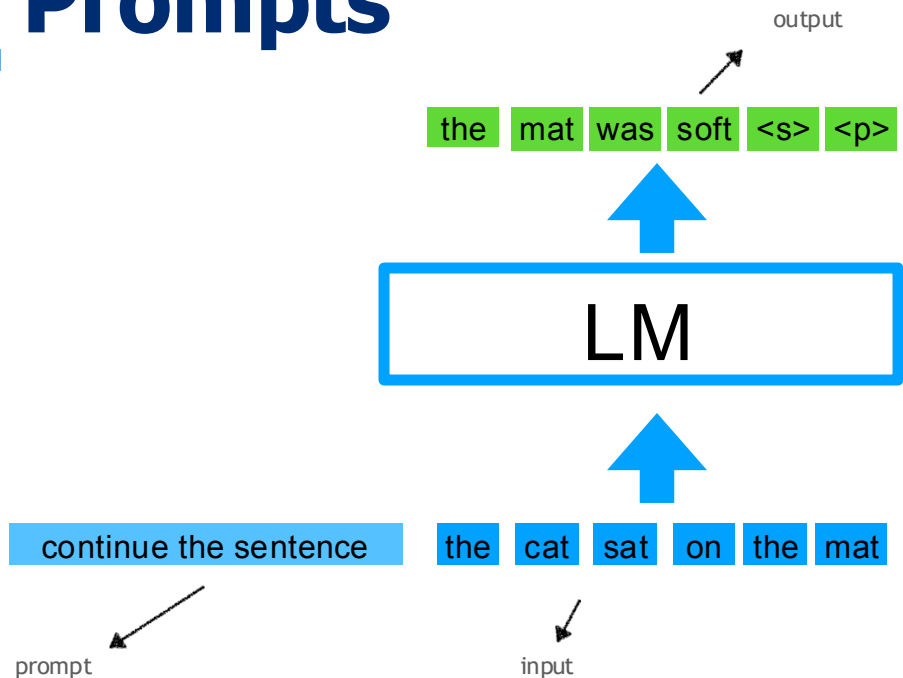 Prompts
output
the mat was soft <s> <p>
LM
continue the sentence the cat sat on the mat
prompt input